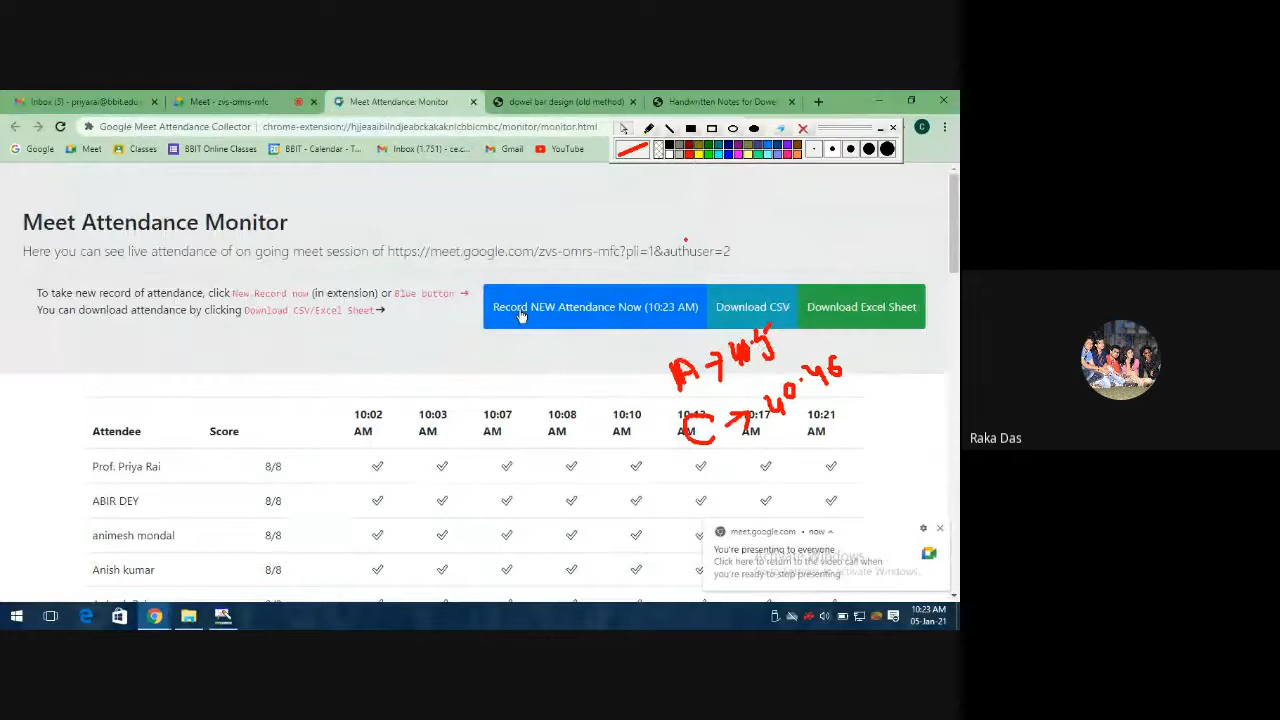 Inbox (5) - priyarai@bbit.edu
Meet - zvs-omrs-mfc
Meet Attendance Monitor
dowel bar design (old method)
Handwritten Notes for Dowe
Google Meet Attendance Collector
chrome-extension://hjjeaaibilndjeabckakaknlcbbicmbc/monitor/monitor.html
C
Google
Meet
Classes
BBIT Online Classes
BBIT - Calendar - T
Inbox (1,751) - ce.c
Gmail
YouTube
Meet Attendance Monitor
Here you can see live attendance of on going meet session of https://meet.google.com/zvs-omrs-mfc?pli=1&authuser=2
To take new record of attendance, click New Record now (in extension) or Blue button →
You can download attendance by clicking Download CSV/Excel Sheet →
Record NEW Attendance Now (10:23 AM)
Download CSV
Download Excel Sheet
A → 40.5
C → 40.46
Attendee Score 10:02 AM 10:03 AM 10:07 AM 10:08 AM 10:10 AM 10:17 AM 10:21 AM
Prof. Priya Rai 8/8
ABIR DEY 8/8
animesh mondal 8/8
Anish kumar 8/8
meet.google.com • now
You're presenting to everyone
Click here to return to the video call when
you're ready to stop presenting
Activate Windows
10:23 AM
05-Jan-21
Raka Das